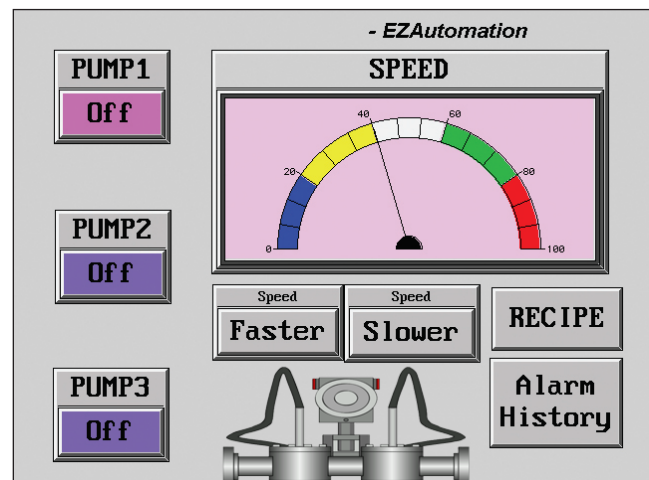 - EZAutomation
PUMP1
Off
SPEED
0
20
40
60
80
100
PUMP2
Off
Speed
Faster
Speed
Slower
RECIPE
PUMP3
Off
Alarm
History